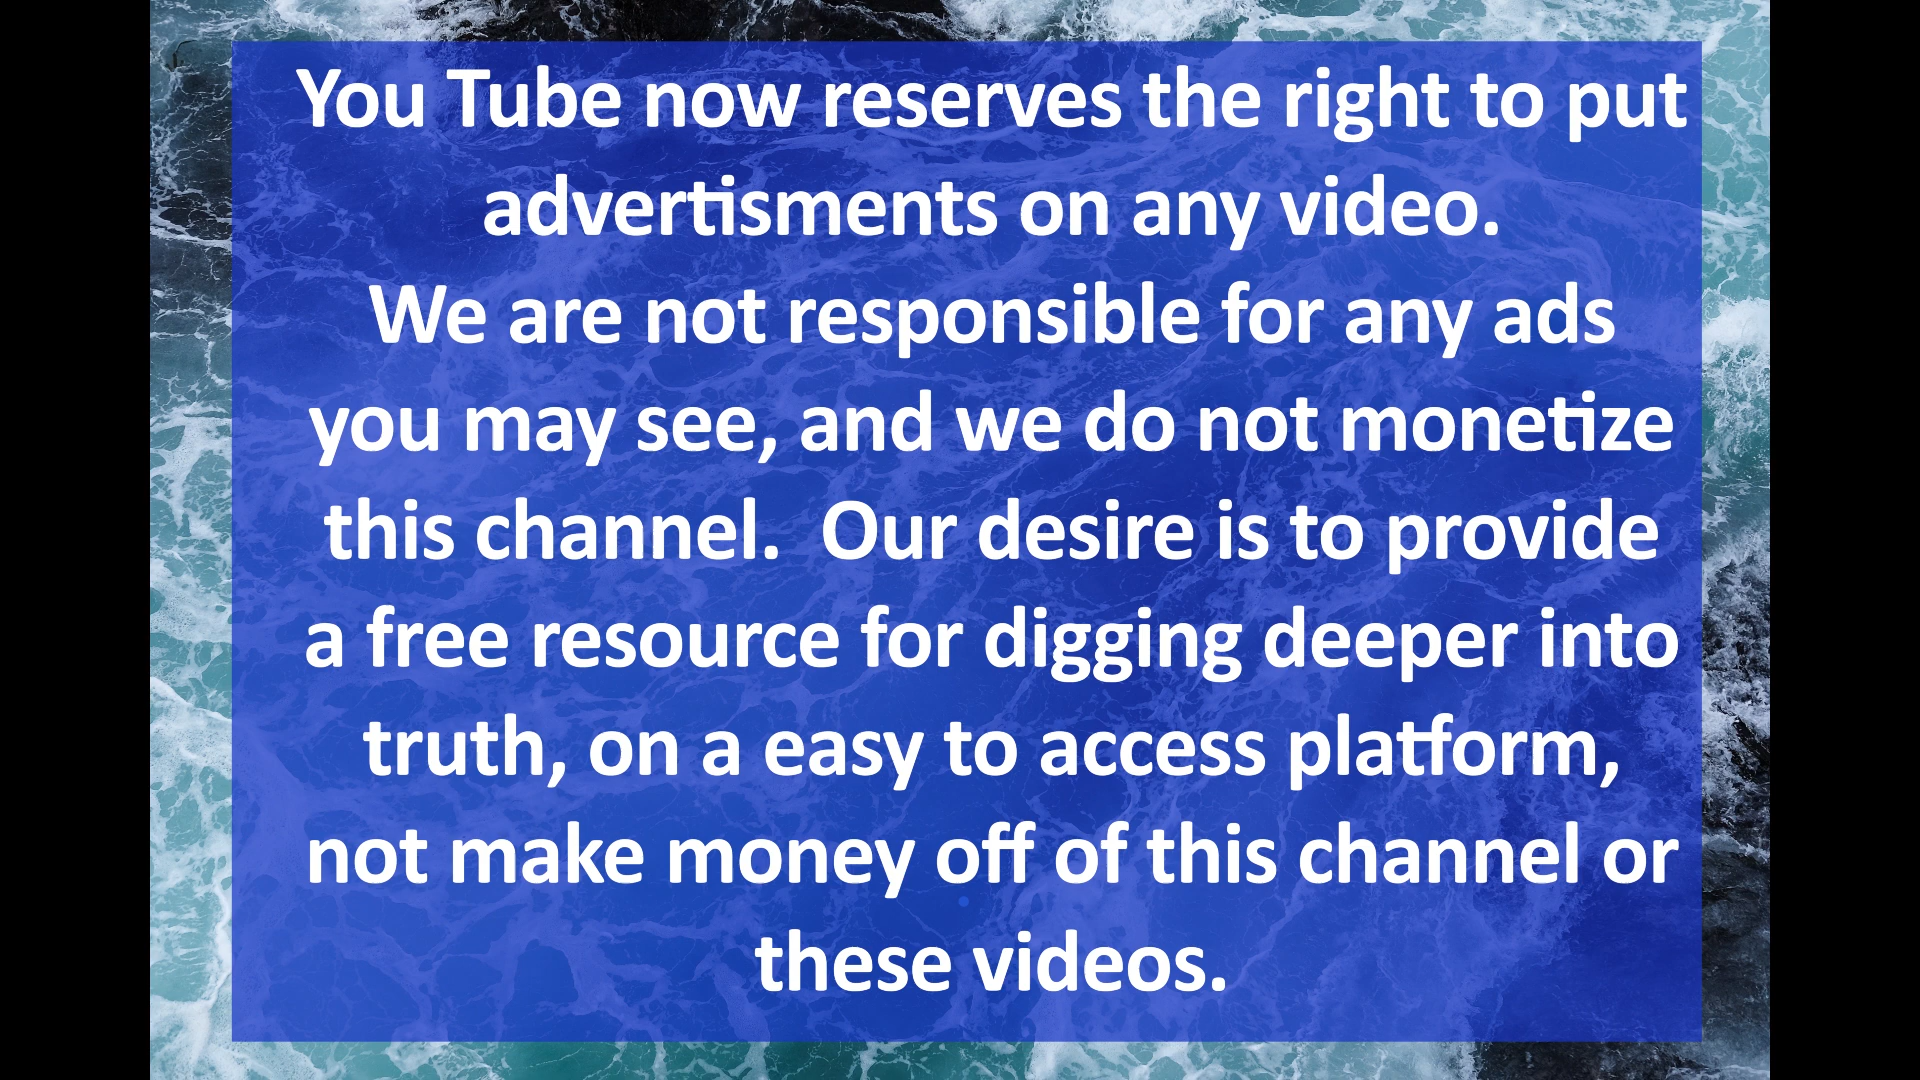 You Tube now reserves the right to put
advertisments on any video.
We are not responsible for any ads
you may see, and we do not monetize
this channel.  Our desire is to provide
a free resource for digging deeper into
truth, on a easy to access platform,
not make money off of this channel or
these videos.